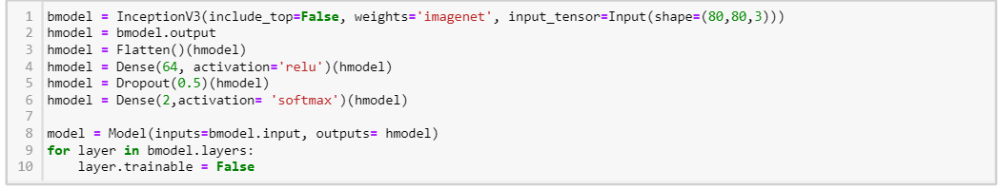 1 bmodel = InceptionV3(include_top=False, weights='imagenet', input_tensor=Input(shape=(80,80,3)))
2 hmodel = bmodel.output
3 hmodel = Flatten()(hmodel)
4 hmodel = Dense(64, activation='relu')(hmodel)
5 hmodel = Dropout(0.5)(hmodel)
6 hmodel = Dense(2,activation= 'softmax')(hmodel)
7
8 model = Model(inputs=bmodel.input, outputs= hmodel)
9 for layer in bmodel.layers:
10     layer.trainable = False